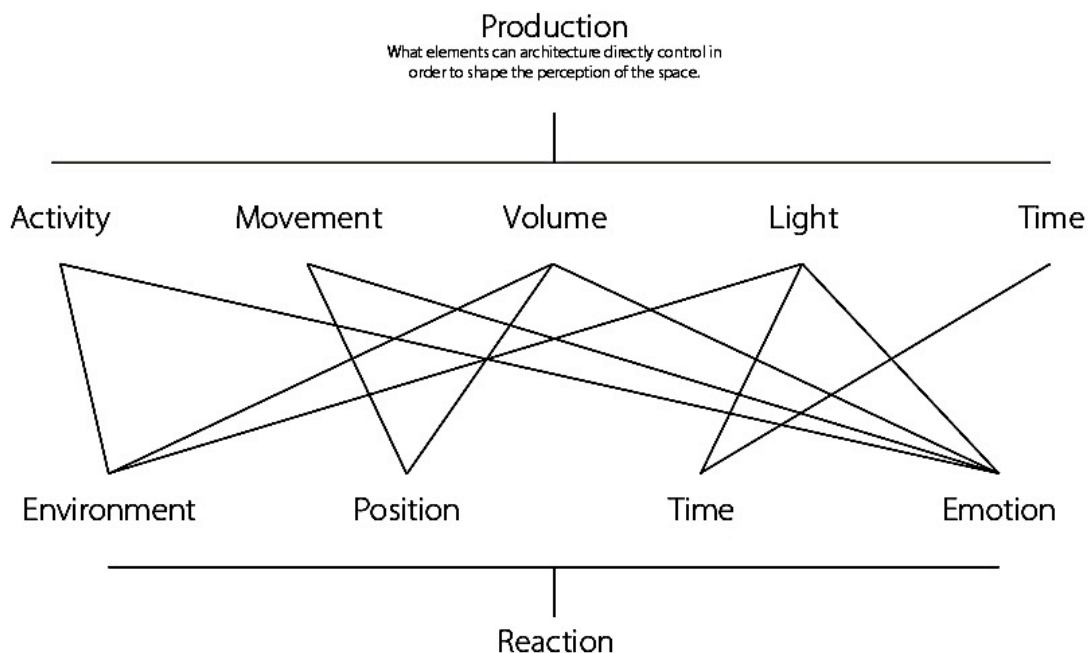 Production
What elements can architecture directly control in
order to shape the perception of the space.
Activity Movement Volume Light Time
Environment Position Time Emotion
Reaction